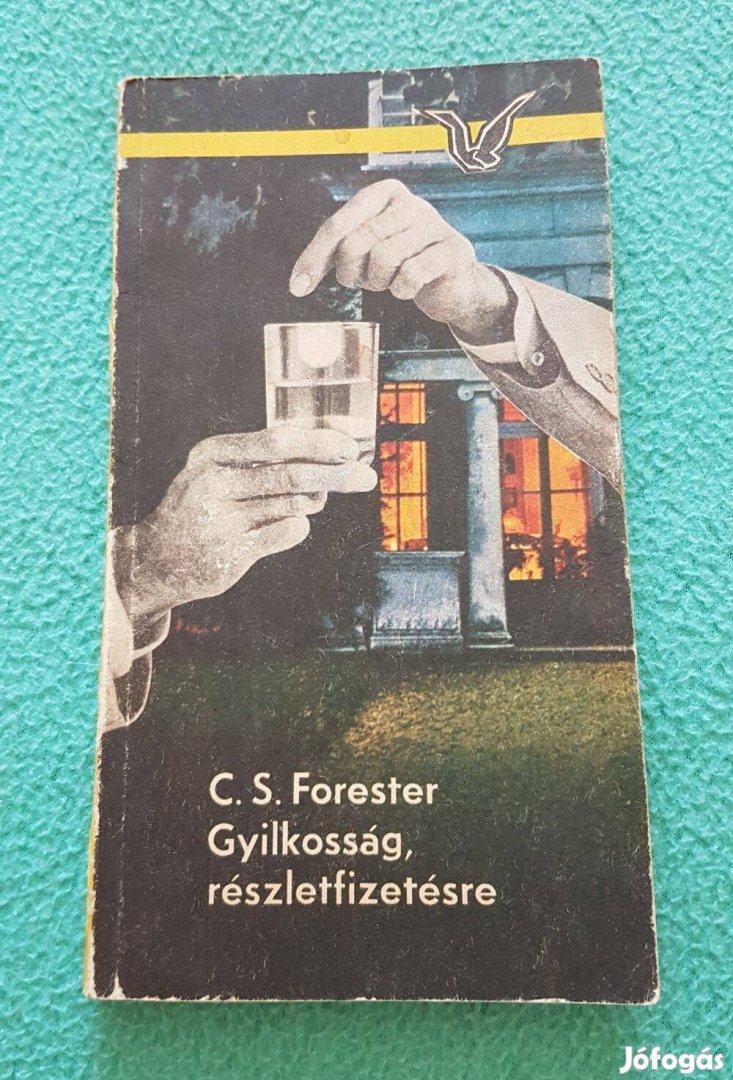 C. S. Forester
Gyilkosság,
részletfizetésre
Jófogás